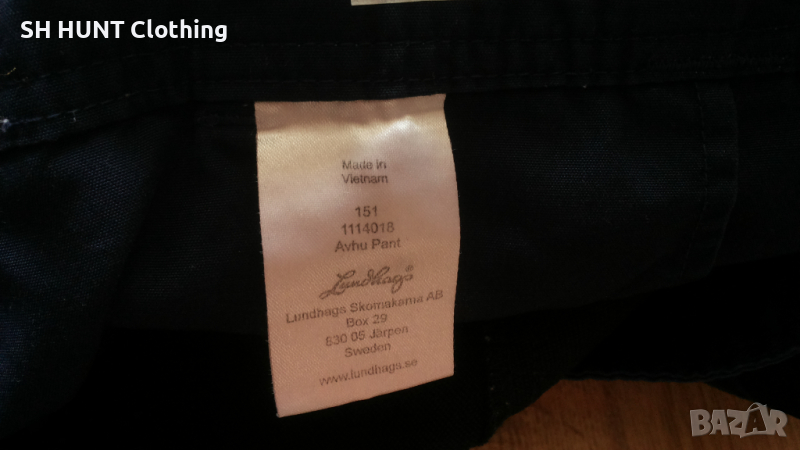 SH HUNT Clothing
Made in
Vietnam
151
1114018
Avhu Pant
Lundhags®
Lundhags Skomakarna AB
Box 29
830 05 Järpen
Sweden
www.lundhags.se
BAZAR